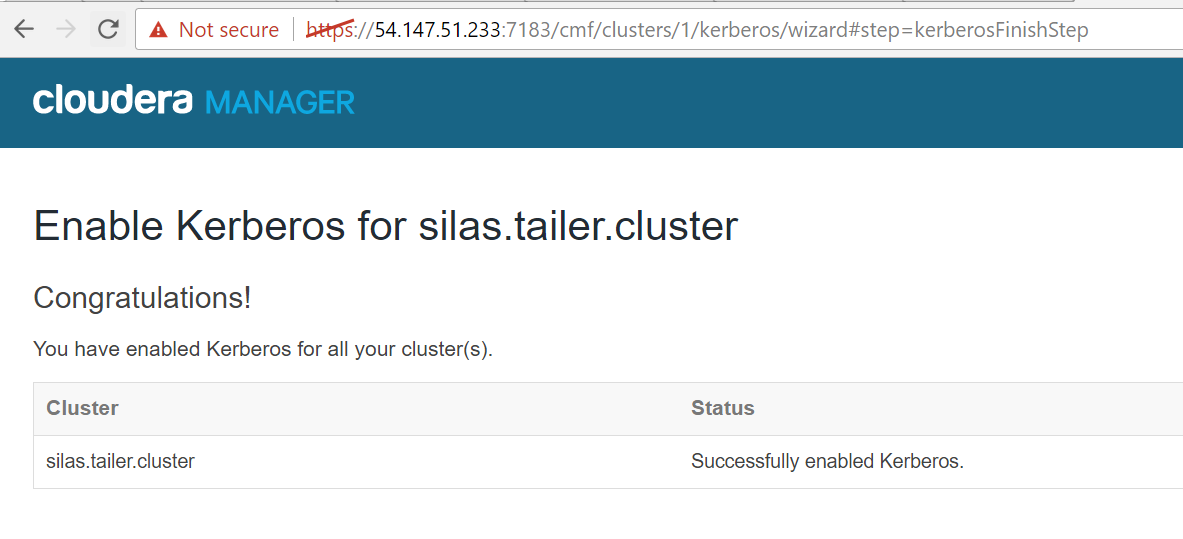 Not secure https://54.147.51.233:7183/cmf/clusters/1/kerberos/wizard#step=kerberosFinishStep
cloudera MANAGER
Enable Kerberos for silas.tailer.cluster
Congratulations!
You have enabled Kerberos for all your cluster(s).
Cluster Status
silas.tailer.cluster Successfully enabled Kerberos.